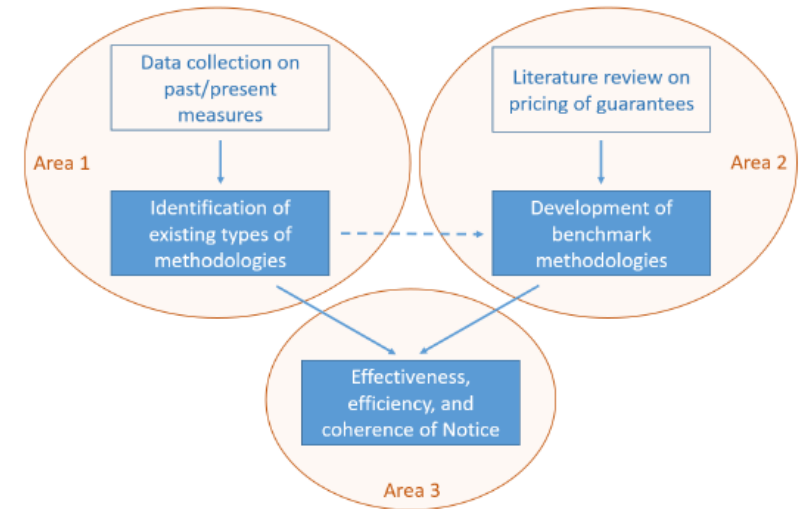 Data collection on
past/present
measures
Literature review on
pricing of guarantees
Area 1
Area 2
Identification of
existing types of
methodologies
Development of
benchmark
methodologies
Effectiveness,
efficiency, and
coherence of Notice
Area 3